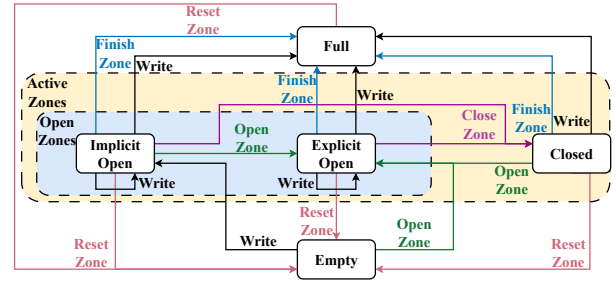 Reset
Zone
Full
Finish
Zone
Write
Active
Zones
Finish
Zone
Write
Finish
Zone
Write
Open
Zones
Implicit
Open
Open
Zone
Explicit
Open
Close
Zone
Closed
Write
Write
Open
Zone
Reset
Zone
Write
Reset
Zone
Open
Zone
Reset
Zone
Empty